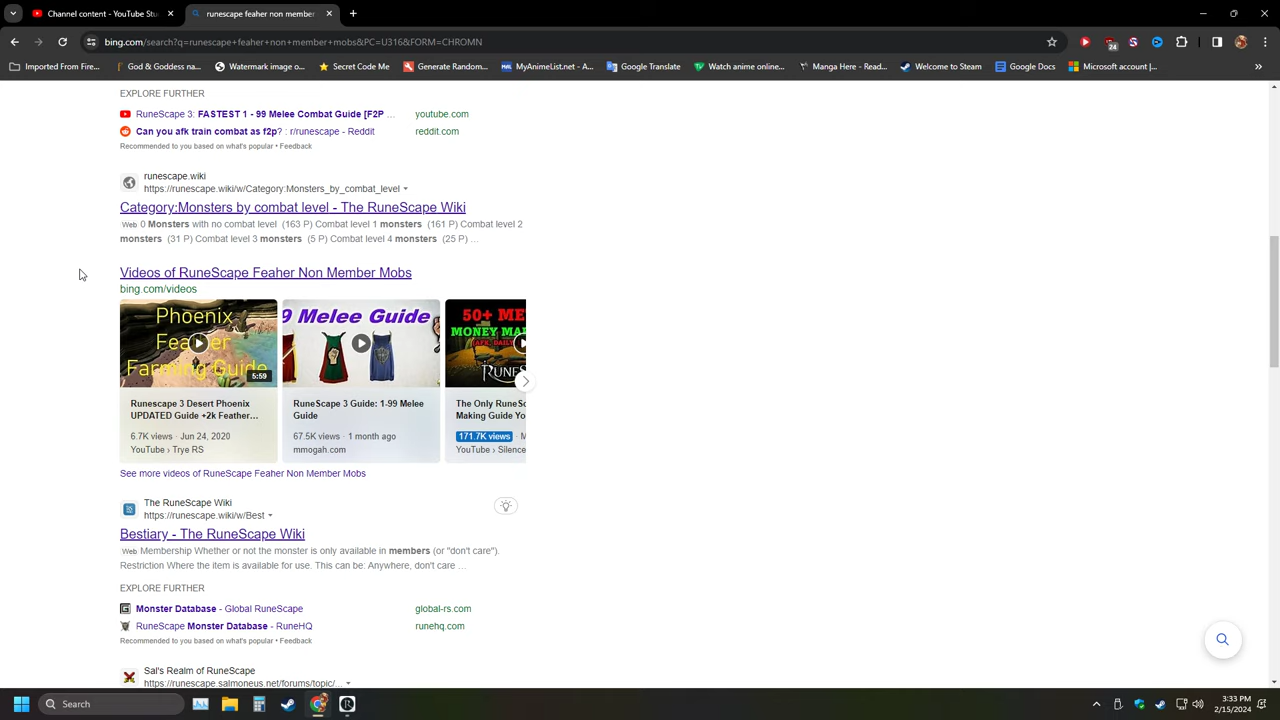 Channel content - YouTube Stu
runescape feaher non member
bing.com/search?q=runescape+feaher+non+member+mobs&PC=U316&FORM=CHROMN
24
Imported From Fire...
God & Goddess na...
Watermark image o...
Secret Code Me
Generate Random...
MyAnimeList.net - A...
Google Translate
Watch anime online...
Welcome to Steam
Google Docs
Microsoft account |...
EXPLORE FURTHER
RuneScape 3: FASTEST 1 - 99 Melee Combat Guide [F2P ...
youtube.com
Can you afk train combat as f2p? : r/runescape - Reddit
reddit.com
Recommended to you based on what's popular • Feedback
runescape.wiki
https://runescape.wiki/w/Category:Monsters_by_combat_level
Category:Monsters by combat level - The RuneScape Wiki
Web 0 Monsters with no combat level (163 P) Combat level 1 monsters (161 P) Combat level 2
monsters (31 P) Combat level 3 monsters (5 P) Combat level 4 monsters (25 P) ...
Videos of RuneScape Feaher Non Member Mobs
bing.com/videos
Phoenix
Feaher
Farming Guide
5:59
9 Melee Guide
50+ ME
MONEY MA
(AFK, DAILY
RUNES
Runescape 3 Desert Phoenix
UPDATED Guide +2k Feather...
6.7K views · Jun 24, 2020
YouTube › Trye RS
RuneScape 3 Guide: 1-99 Melee
Guide
67.5K views · 1 month ago
mmogah.com
The Only RuneSc
Making Guide Yo
171.7K views · M
YouTube › Silence
See more videos of RuneScape Feaher Non Member Mobs
The RuneScape Wiki
https://runescape.wiki/w/Best
Bestiary - The RuneScape Wiki
Web Membership Whether or not the monster is only available in members (or "don't care").
Restriction Where the item is available for use. This can be: Anywhere, don't care ...
EXPLORE FURTHER
Monster Database - Global RuneScape
global-rs.com
RuneScape Monster Database - RuneHQ
runehq.com
Recommended to you based on what's popular • Feedback
Sal's Realm of RuneScape
https://runescape.salmoneus.net/forums/topic/...
Search
3:33 PM
2/15/2024